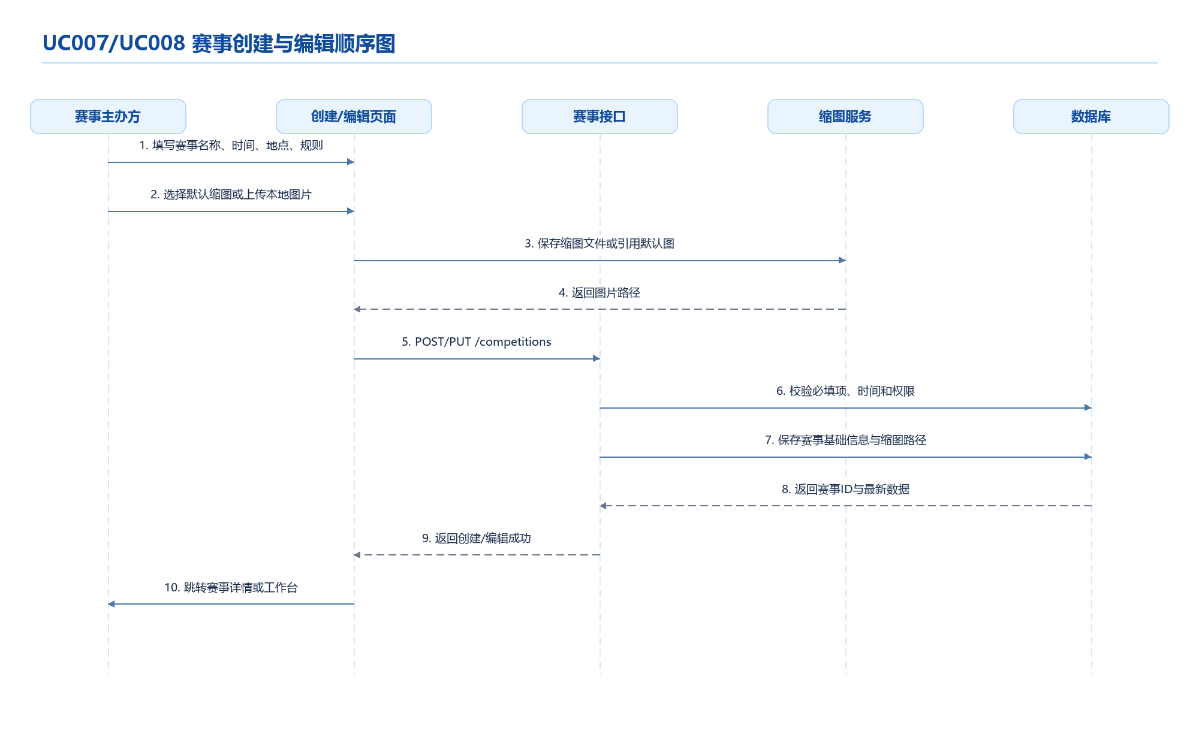 UC007/UC008 赛事创建与编辑顺序图
赛事主办方
创建/编辑页面
赛事接口
缩图服务
数据库
1. 填写赛事名称、时间、地点、规则
2. 选择默认缩图或上传本地图片
3. 保存缩图文件或引用默认图
4. 返回图片路径
5. POST/PUT /competitions
6. 校验必填项、时间和权限
7. 保存赛事基础信息与缩图路径
8. 返回赛事ID与最新数据
9. 返回创建/编辑成功
10. 跳转赛事详情或工作台